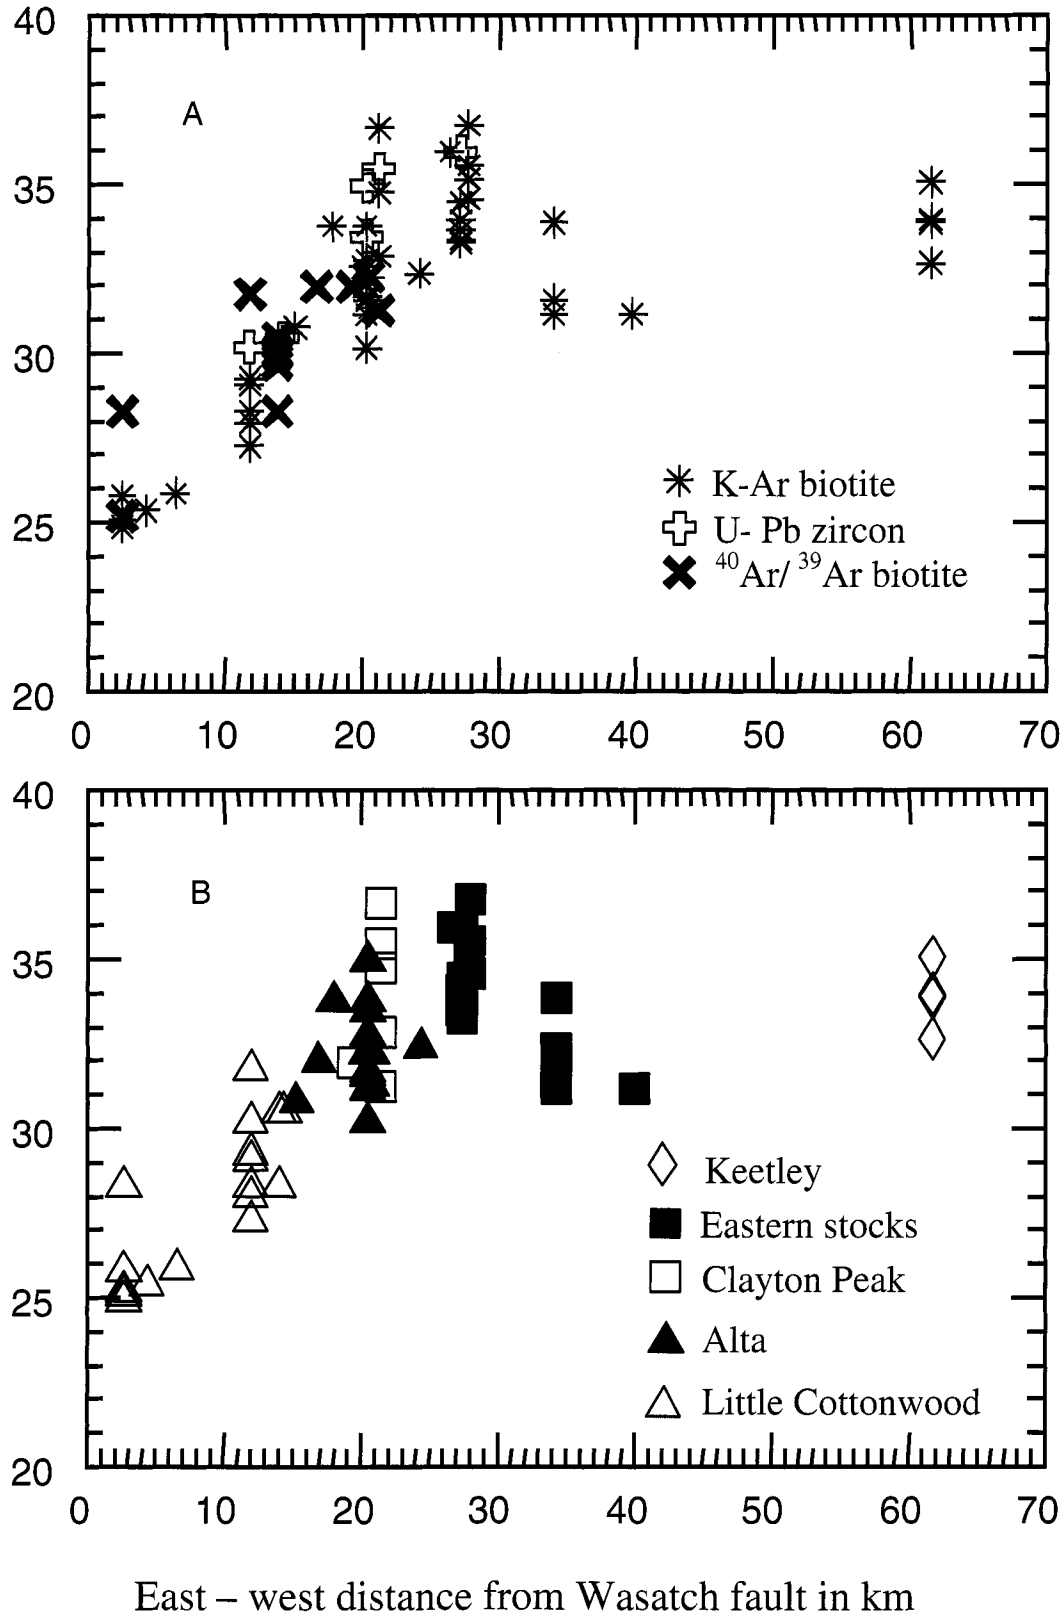 40
A
35
30
25
K-Ar biotite
U- Pb zircon
40Ar/ 39Ar biotite
20
0 10 20 30 40 50 60 70
40
B
35
30
Keetley
Eastern stocks
Clayton Peak
25
Alta
Little Cottonwood
20
0 10 20 30 40 50 60 70
East – west distance from Wasatch fault in km